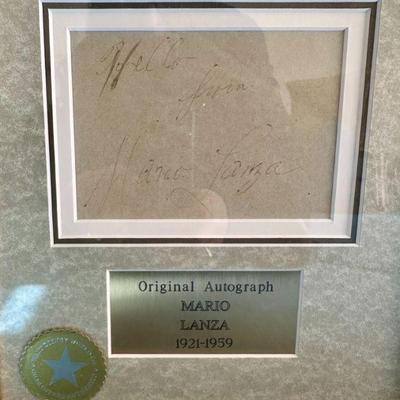 Hello
from
Mario Lanza
Original Autograph
MARIO
LANZA
1921-1959